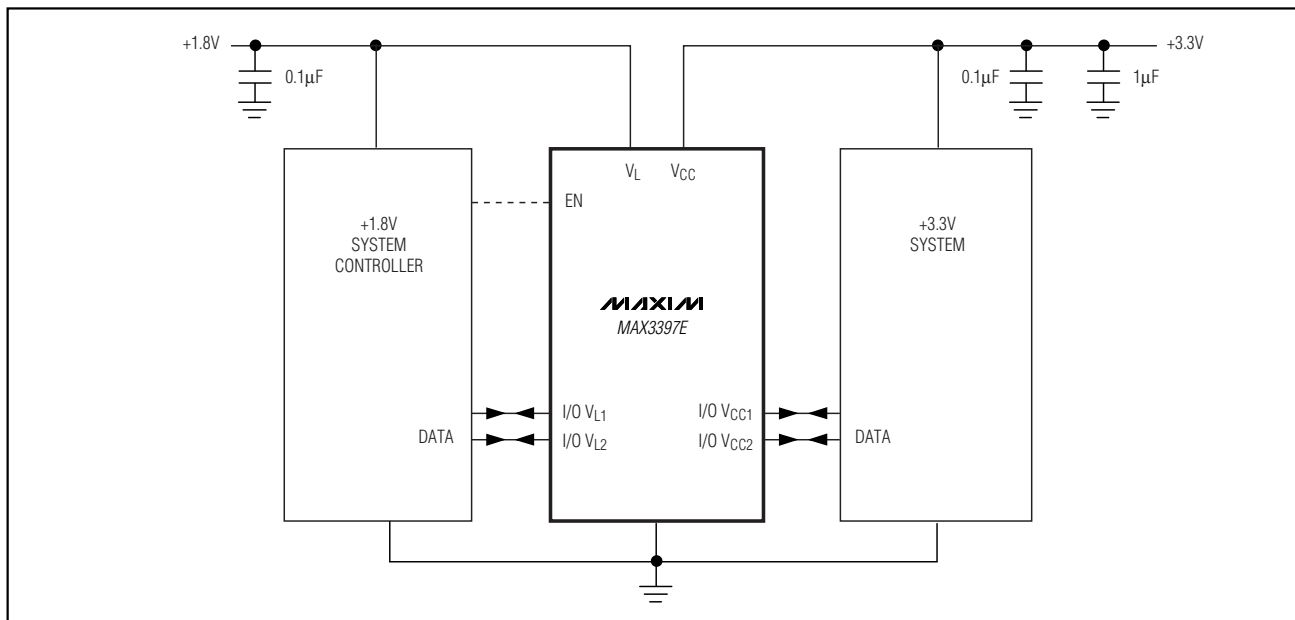 +1.8V
0.1μF
0.1μF
1μF
+3.3V
VL
VCC
EN
+1.8V
SYSTEM
CONTROLLER
+3.3V
SYSTEM
MAXIM
MAX3397E
I/O VL1
I/O VCC1
DATA
I/O VL2
I/O VCC2
DATA